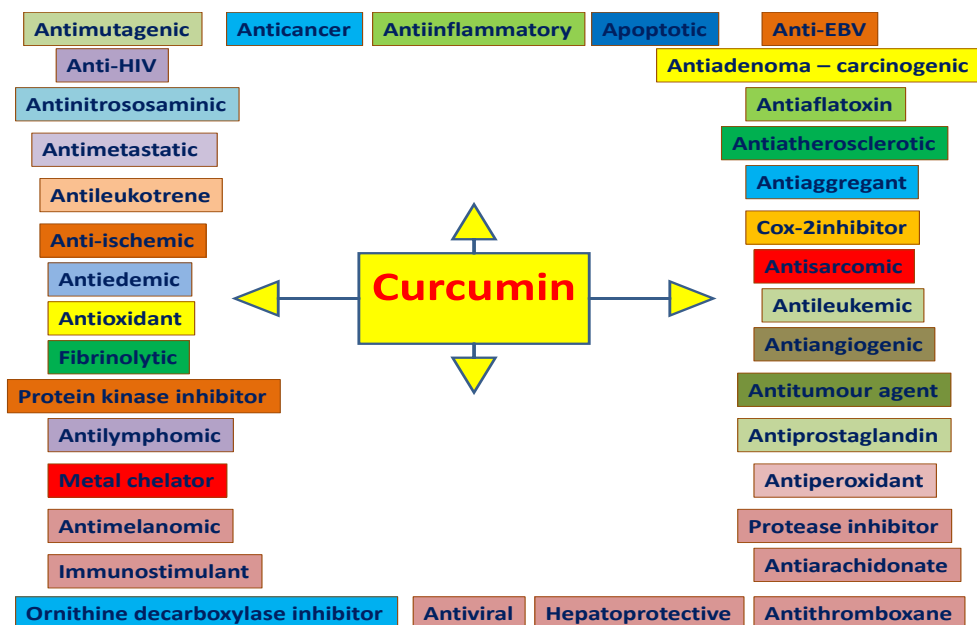 Antimutagenic
Anticancer
Antiinflammatory
Apoptotic
Anti-EBV
Anti-HIV
Antiadenoma – carcinogenic
Antinitrososaminic
Antiaflatoxin
Antimetastatic
Antiatherosclerotic
Antileukotrene
Antiaggregant
Anti-ischemic
Cox-2inhibitor
Antiedemic
Curcumin
Antisarcomic
Antioxidant
Antileukemic
Fibrinolytic
Antiangiogenic
Protein kinase inhibitor
Antitumour agent
Antilymphomic
Antiprostaglandin
Metal chelator
Antiperoxidant
Antimelanomic
Protease inhibitor
Immunostimulant
Antiarachidonate
Ornithine decarboxylase inhibitor
Antiviral
Hepatoprotective
Antithromboxane